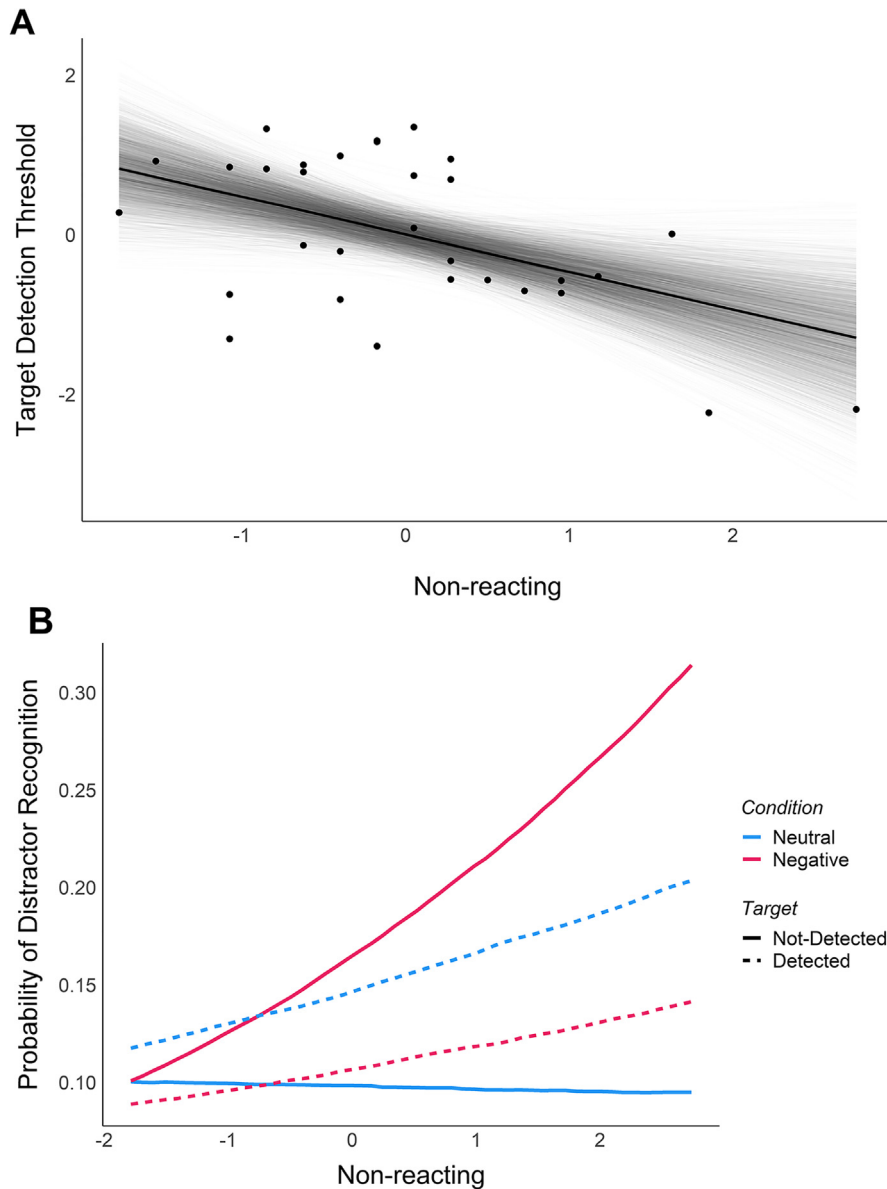 A
Target Detection Threshold
2
0
-2
-1
0
1
2
Non-reacting
B
Probability of Distractor Recognition
0.30
0.25
0.20
0.15
0.10
-2
-1
0
1
2
Non-reacting
Condition
Neutral
Negative
Target
Not-Detected
Detected